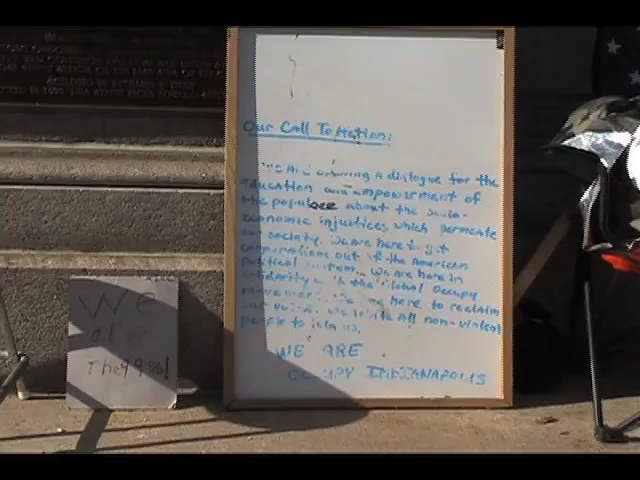 Our Call To Action:
a dialogue for the
education and empowerment of
the populace about the socio-
economic injustices which permeate
our society. We are here to get
corporations out of the American
political system. We are here in
solidarity with the Global Occupy
movement. We are here to reclaim
our voice. We invite All non-violent
people to join us.
WE ARE
OCCUPY INDIANAPOLIS
We
are
The 99%!